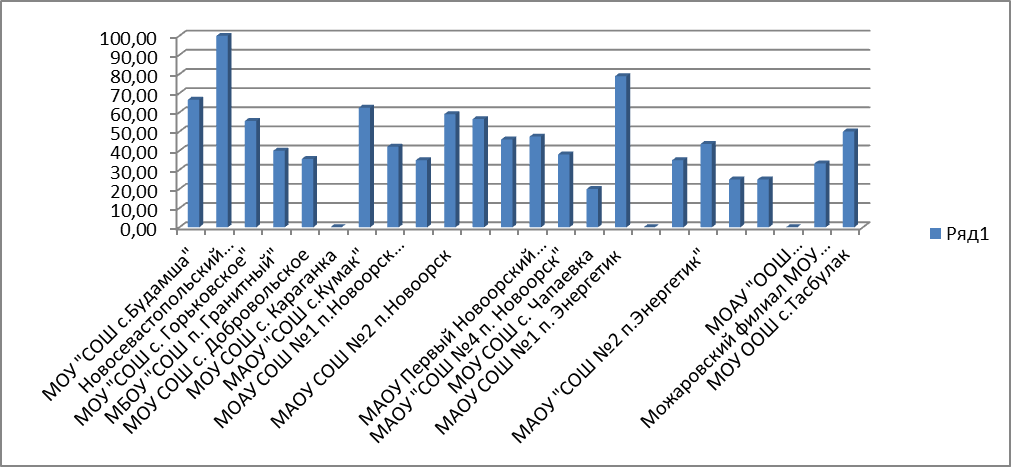 100,00
90,00
80,00
70,00
60,00
50,00
40,00
30,00
20,00
10,00
0,00
МОУ "СОШ с.Будамша"
Новосевастопольский...
МОУ "СОШ с. Горьковское"
МБОУ "СОШ п. Гранитный"
МОУ СОШ с. Добровольское
МОУ СОШ с. Караганка
МАОУ "СОШ с.Кумак"
МОАУ СОШ №1 п.Новоорск...
МАОУ СОШ №2 п.Новоорск
МАОУ Первый Новоорский...
МАОУ "СОШ №4 п. Новоорск"
МОУ СОШ с. Чапаевка
МАОУ СОШ №1 п. Энергетик
МАОУ "СОШ №2 п.Энергетик"
МОАУ "ООШ...
Можаровский филиал МОУ...
МОУ ООШ с.Тасбулак
Ряд1